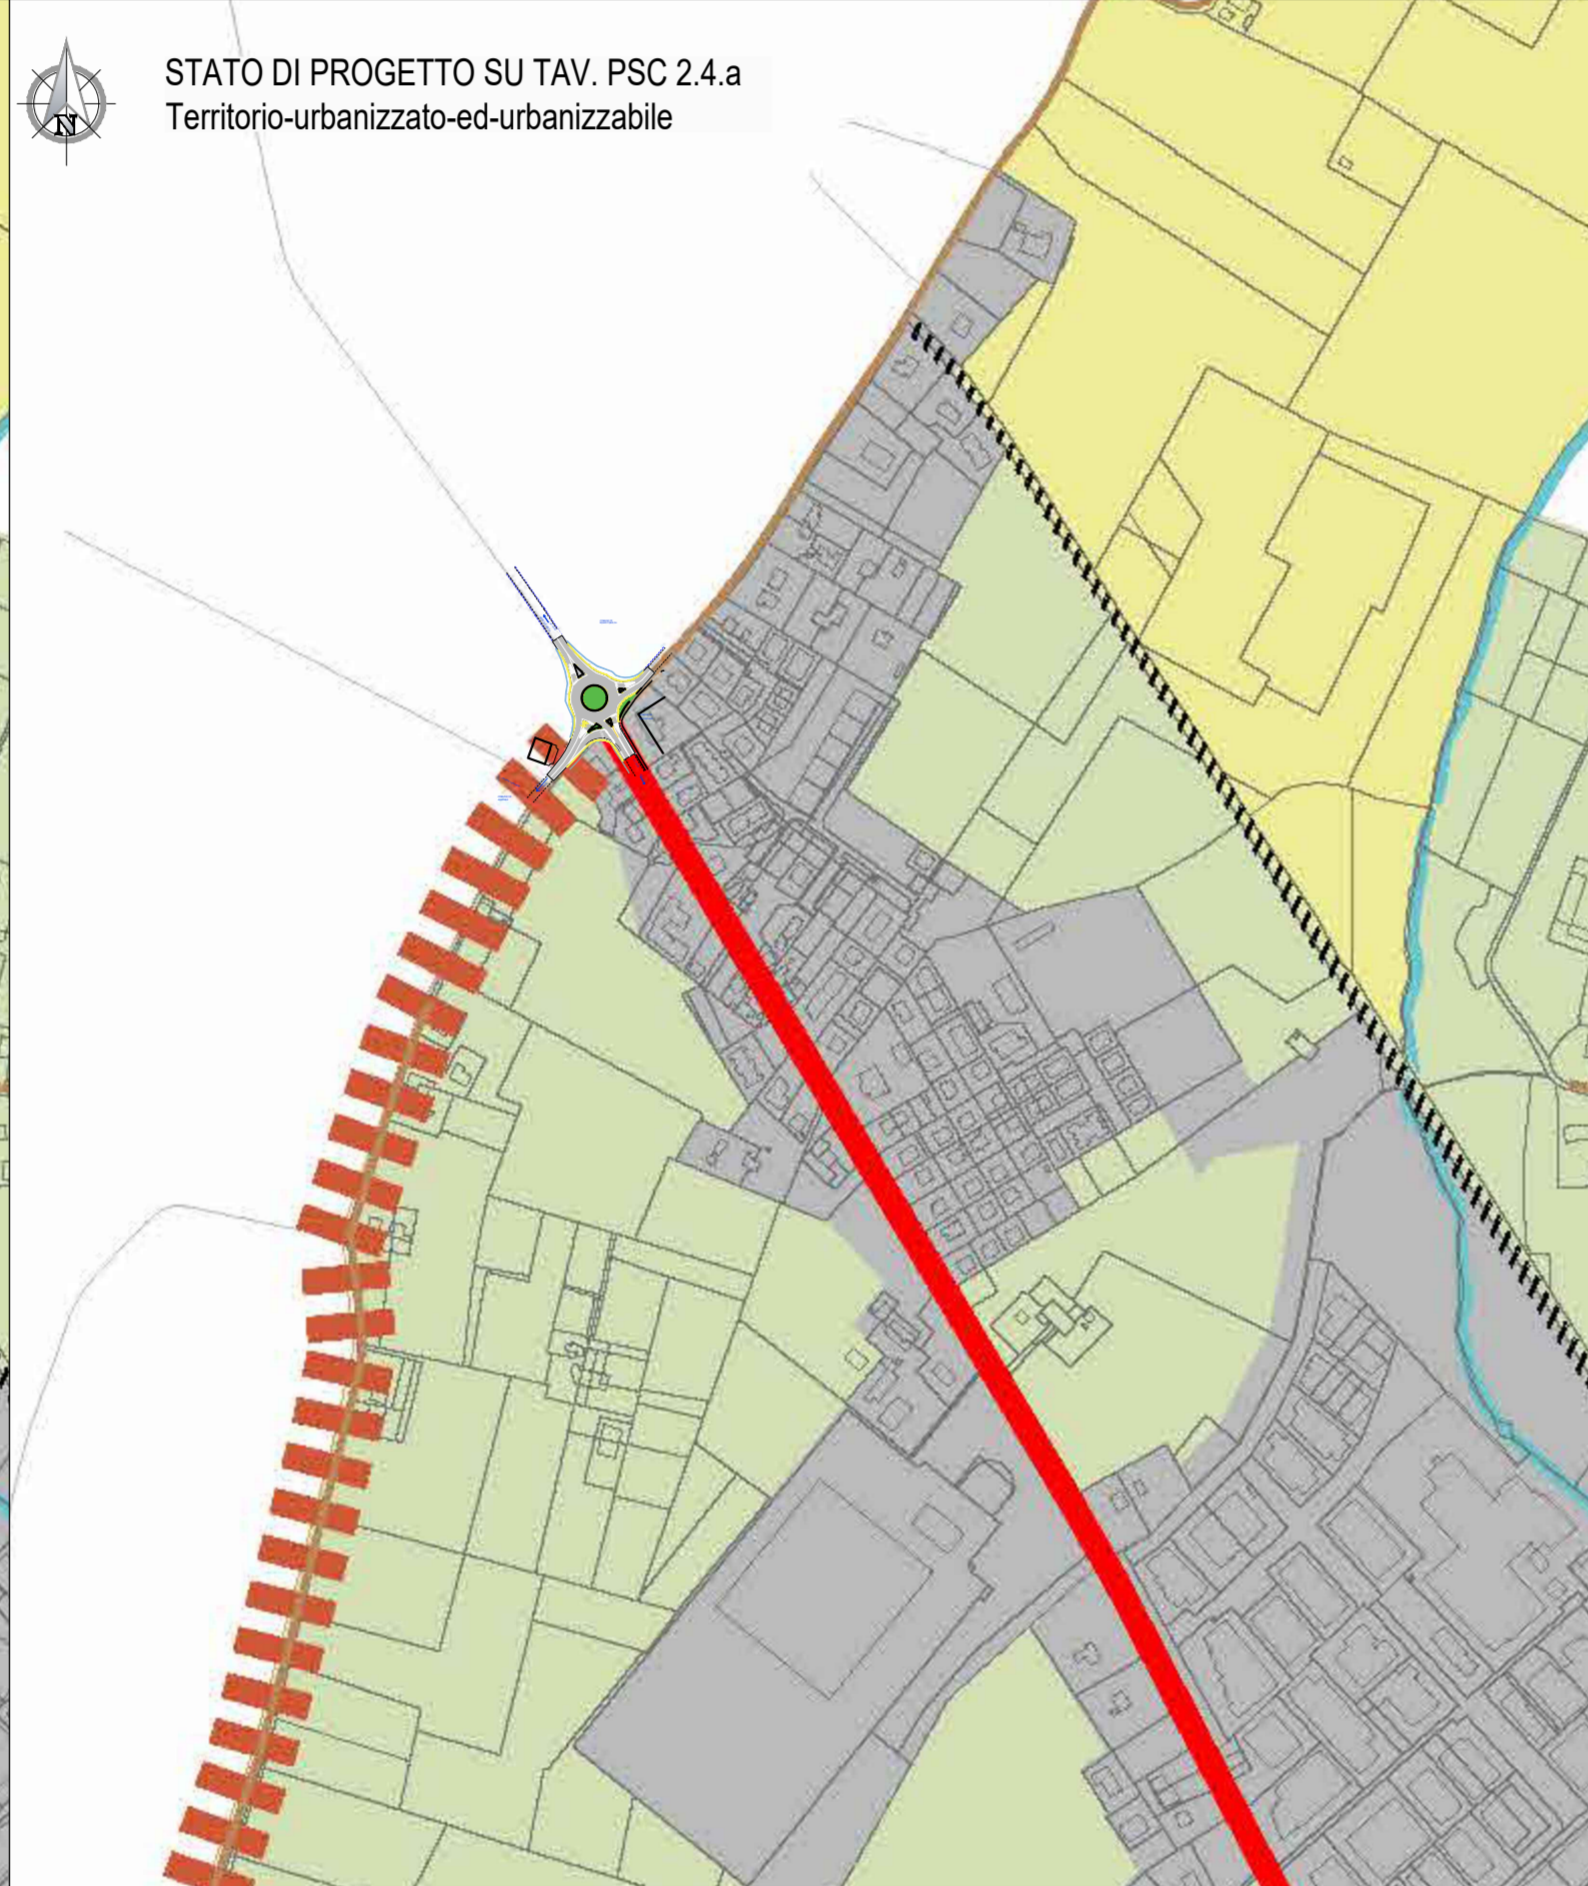 STATO DI PROGETTO SU TAV. PSC 2.4.a
Territorio-urbanizzato-ed-urbanizzabile
N